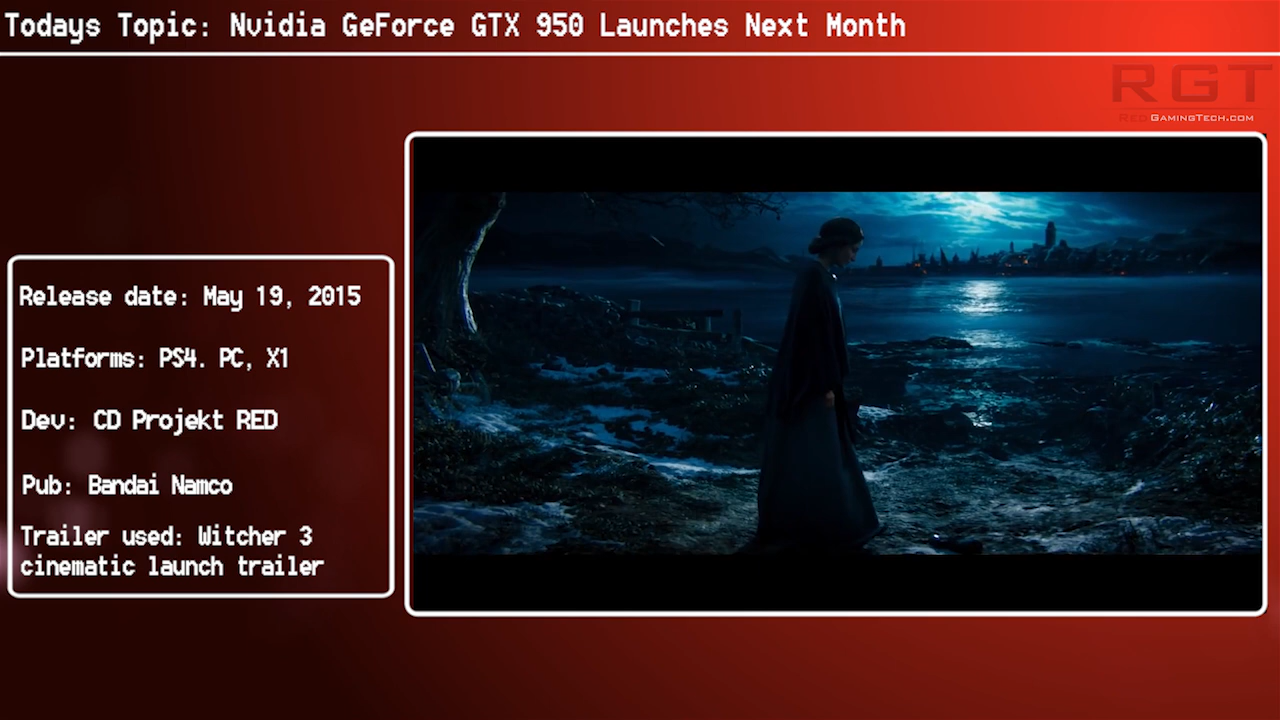 Todays Topic: Nvidia GeForce GTX 950 Launches Next Month
RGT
RedGamingTech.com
Release date: May 19, 2015
Platforms: PS4. PC, X1
Dev: CD Projekt RED
Pub: Bandai Namco
Trailer used: Witcher 3
cinematic launch trailer